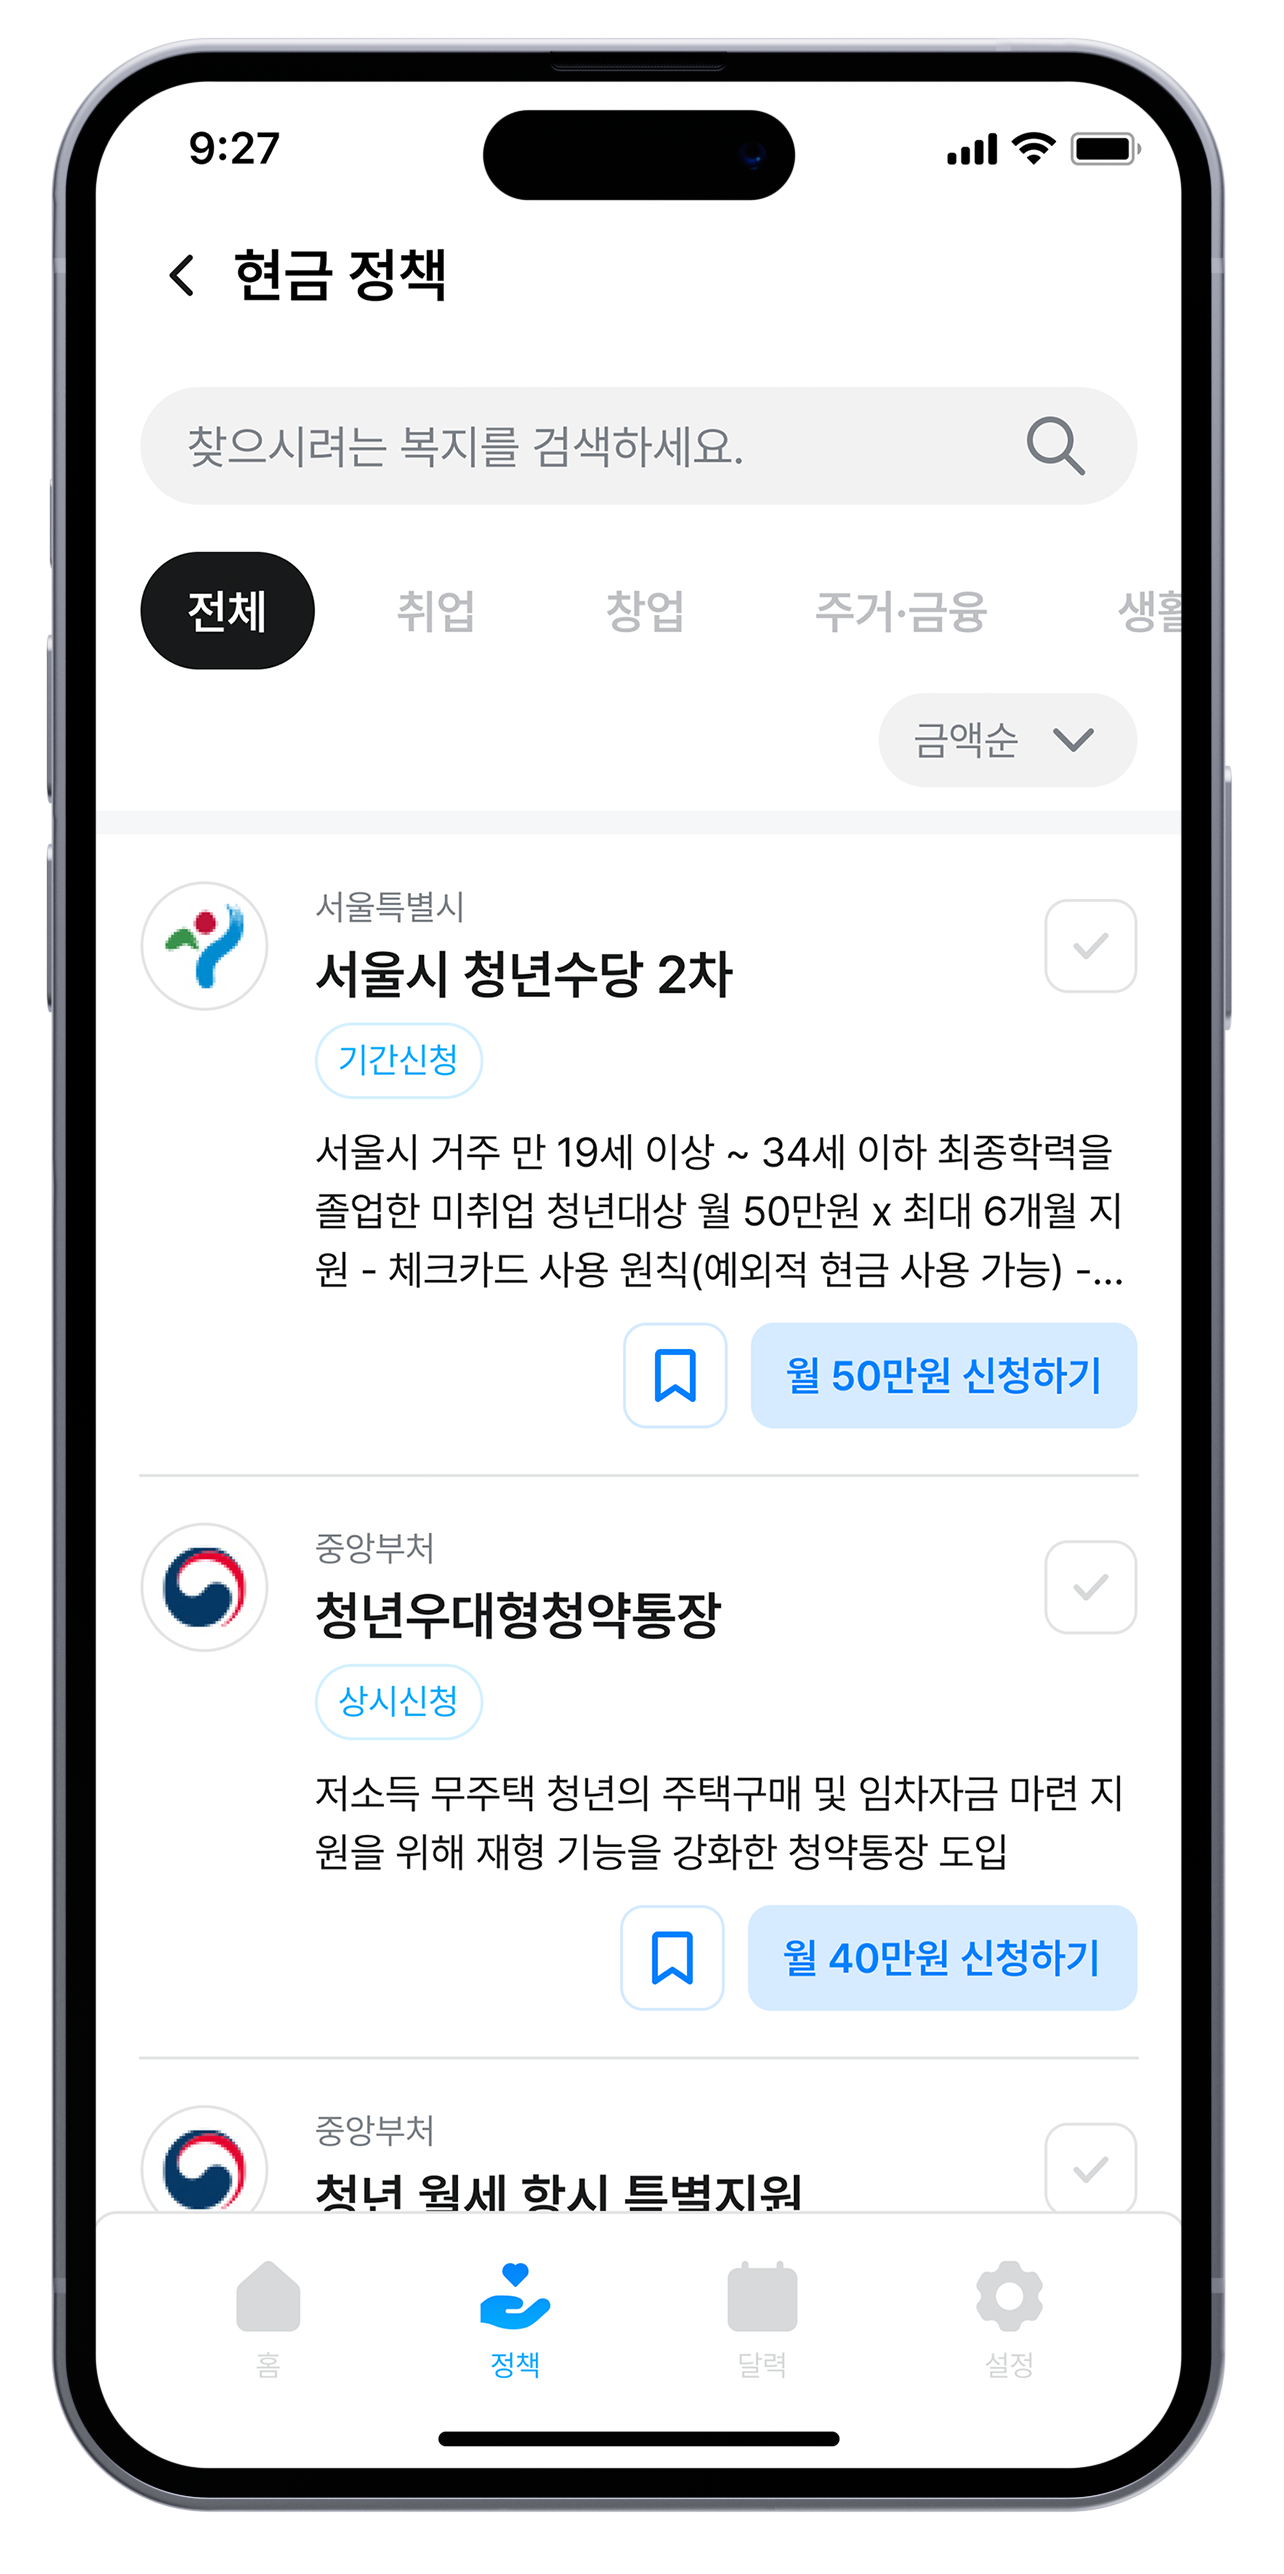 9:27
현금 정책
찾으시려는 복지를 검색하세요.
전체 취업 창업 주거·금융 생활
금액순
서울특별시
서울시 청년수당 2차
기간신청
서울시 거주 만 19세 이상 ~ 34세 이하 최종학력을
졸업한 미취업 청년대상 월 50만원 x 최대 6개월 지
원 - 체크카드 사용 원칙(예외적 현금 사용 가능) -...
월 50만원 신청하기
중앙부처
청년우대형청약통장
상시신청
저소득 무주택 청년의 주택구매 및 임차자금 마련 지
원을 위해 재형 기능을 강화한 청약통장 도입
월 40만원 신청하기
중앙부처
청년 월세 한시 특별지원
홈 정책 달력 설정